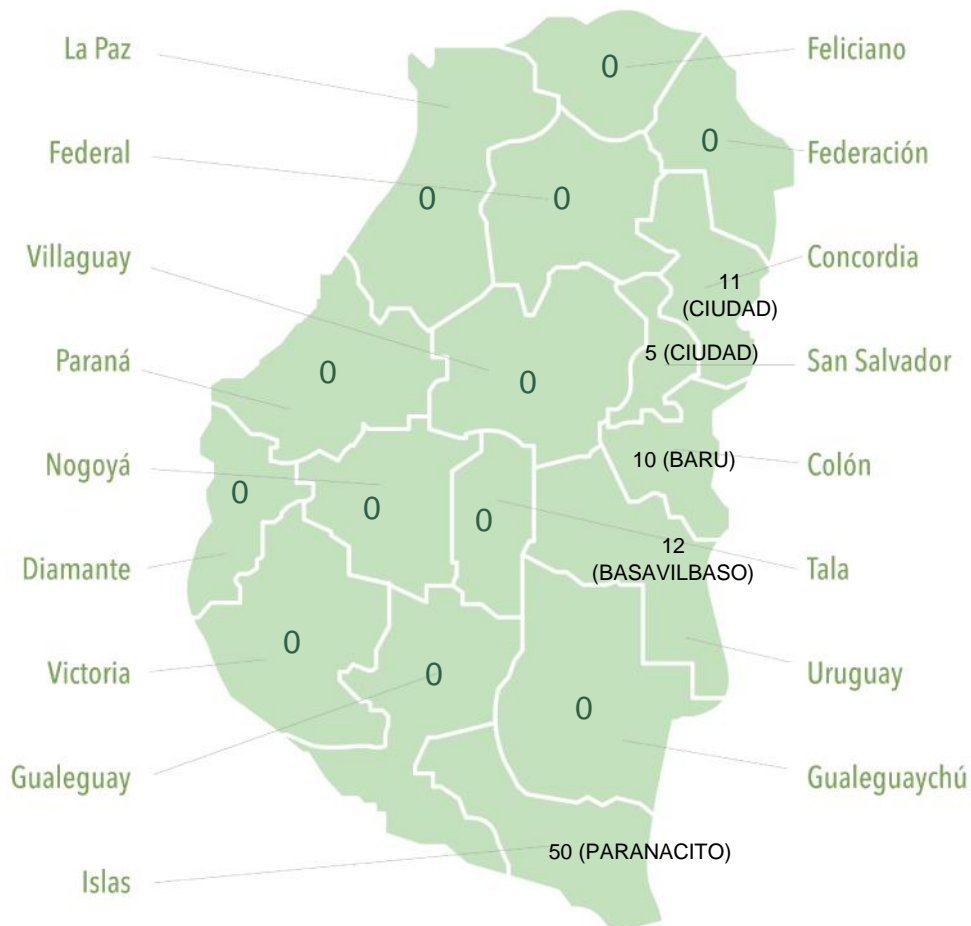 La Paz
Feliciano
0
Federal
0
Federación
0
0
Villaguay
Concordia
11
(CIUDAD)
Paraná
0
0
5 (CIUDAD)
San Salvador
Nogoyá
10 (BARU)
Colón
0
0
0
Diamante
12
(BASAVILBASO)
Tala
Victoria
0
0
Uruguay
0
Gualeguay
Gualeguaychú
50 (PARANACITO)
Islas